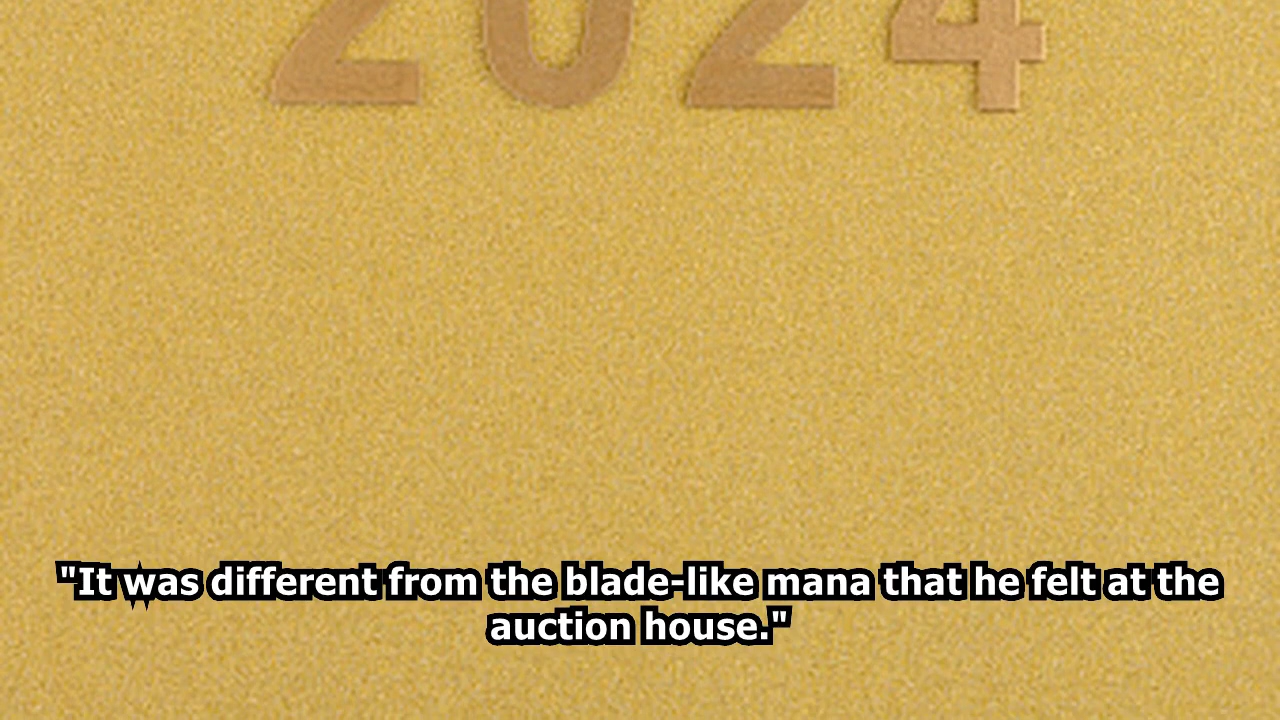 2024
"It was different from the blade-like mana that he felt at the
auction house."